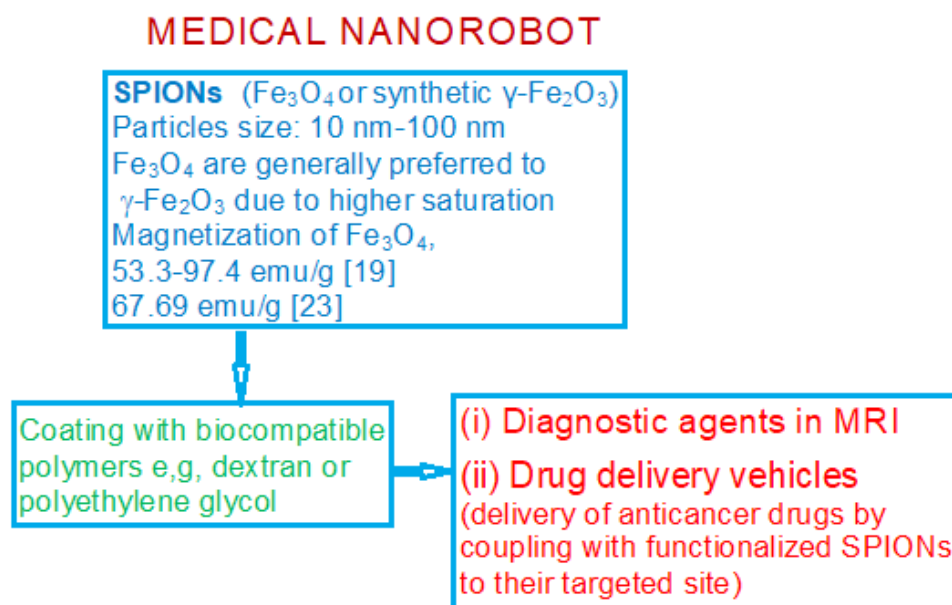 MEDICAL NANOROBOT
SPIONs (Fe₃O₄ or synthetic γ-Fe₂O₃)
Particles size: 10 nm-100 nm
Fe₃O₄ are generally preferred to
γ-Fe₂O₃ due to higher saturation
Magnetization of Fe₃O₄,
53.3-97.4 emu/g [19]
67.69 emu/g [23]
Coating with biocompatible
polymers e,g, dextran or
polyethylene glycol
(i) Diagnostic agents in MRI
(ii) Drug delivery vehicles
(delivery of anticancer drugs by
coupling with functionalized SPIONs
to their targeted site)